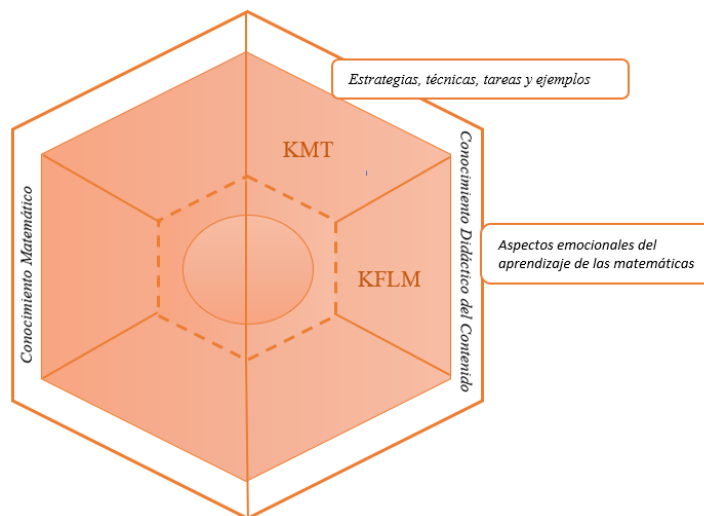 Estrategias, técnicas, tareas y ejemplos
KMT
Conocimiento Matemático
Conocimiento Didáctico del Contenido
Aspectos emocionales del
aprendizaje de las matemáticas
KFLM